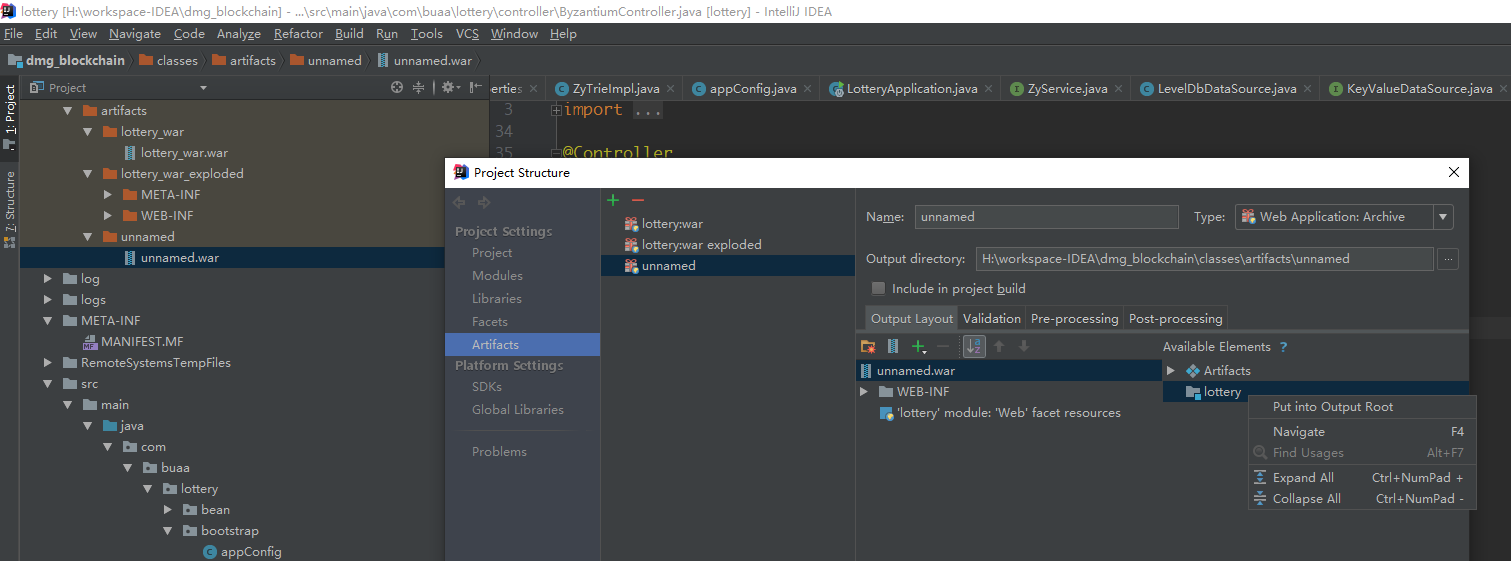 lottery [H:\workspace-IDEA\dmg_blockchain] - ...\src\main\java\com\buaa\lottery\controller\ByzantiumController.java [lottery] - IntelliJ IDEA
File Edit View Navigate Code Analyze Refactor Build Run Tools VCS Window Help
dmg_blockchain classes artifacts unnamed unnamed.war
1: Project
Z: Structure
Project
artifacts
lottery_war
lottery_war.war
lottery_war_exploded
META-INF
WEB-INF
unnamed
unnamed.war
log
logs
META-INF
MANIFEST.MF
RemoteSystemsTempFiles
src
main
java
com
buaa
lottery
bean
bootstrap
appConfig
perties ZyTrieImpl.java appConfig.java LotteryApplication.java ZyService.java LevelDbDataSource.java KeyValueDataSource.java
3 import ...
34
35 @Controller
Project Structure
Project Settings
Project
Modules
Libraries
Facets
Artifacts
Platform Settings
SDKs
Global Libraries
Problems
lottery:war
lottery:war exploded
unnamed
Name: unnamed Type: Web Application: Archive
Output directory: H:\workspace-IDEA\dmg_blockchain\classes\artifacts\unnamed ...
Include in project build
Output Layout Validation Pre-processing Post-processing
Available Elements ?
unnamed.war
WEB-INF
'lottery' module: 'Web' facet resources
Artifacts
lottery
Put into Output Root
Navigate F4
Find Usages Alt+F7
Expand All Ctrl+NumPad +
Collapse All Ctrl+NumPad -